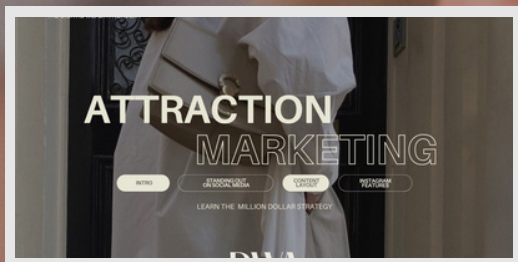 ATTRACTION
MARKETING
INTRO
STANDING OUT
ON SOCIAL MEDIA
CONTENT
LAYOUT
INSTAGRAM
FEATURES
LEARN THE MILLION DOLLAR STRATEGY